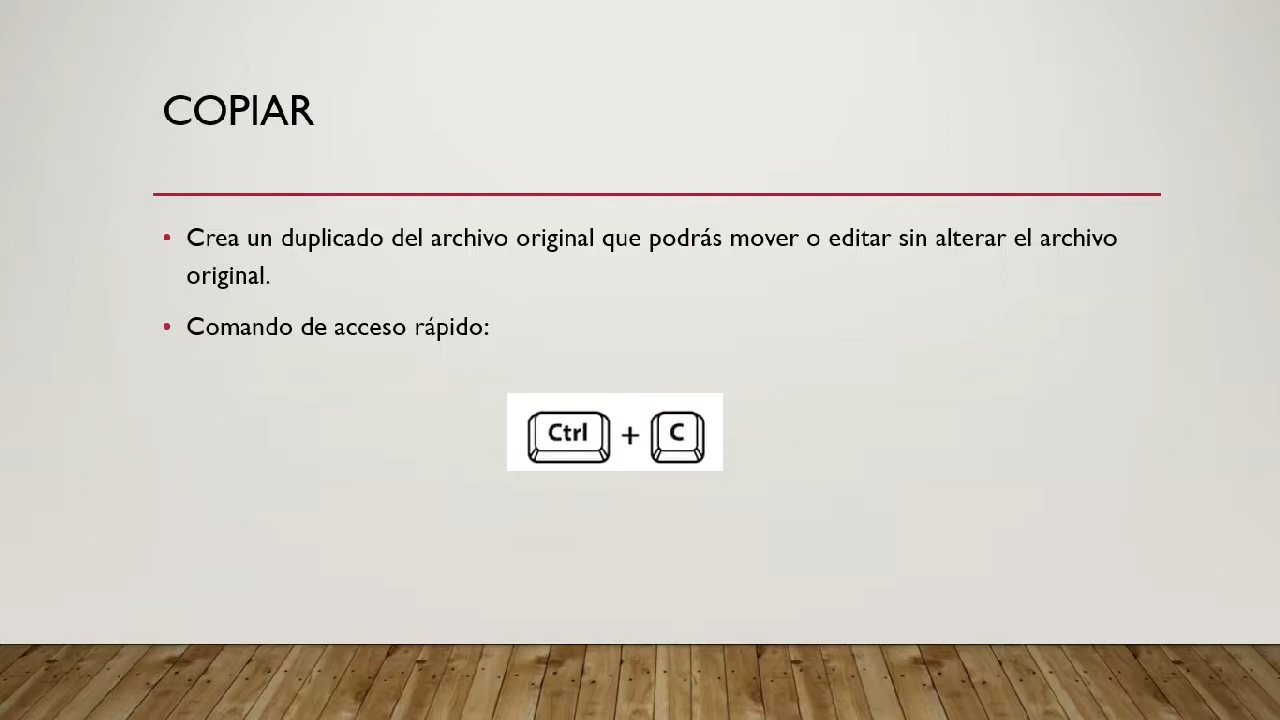 COPIAR
• Crea un duplicado del archivo original que podrás mover o editar sin alterar el archivo
original.
• Comando de acceso rápido:
Ctrl + C